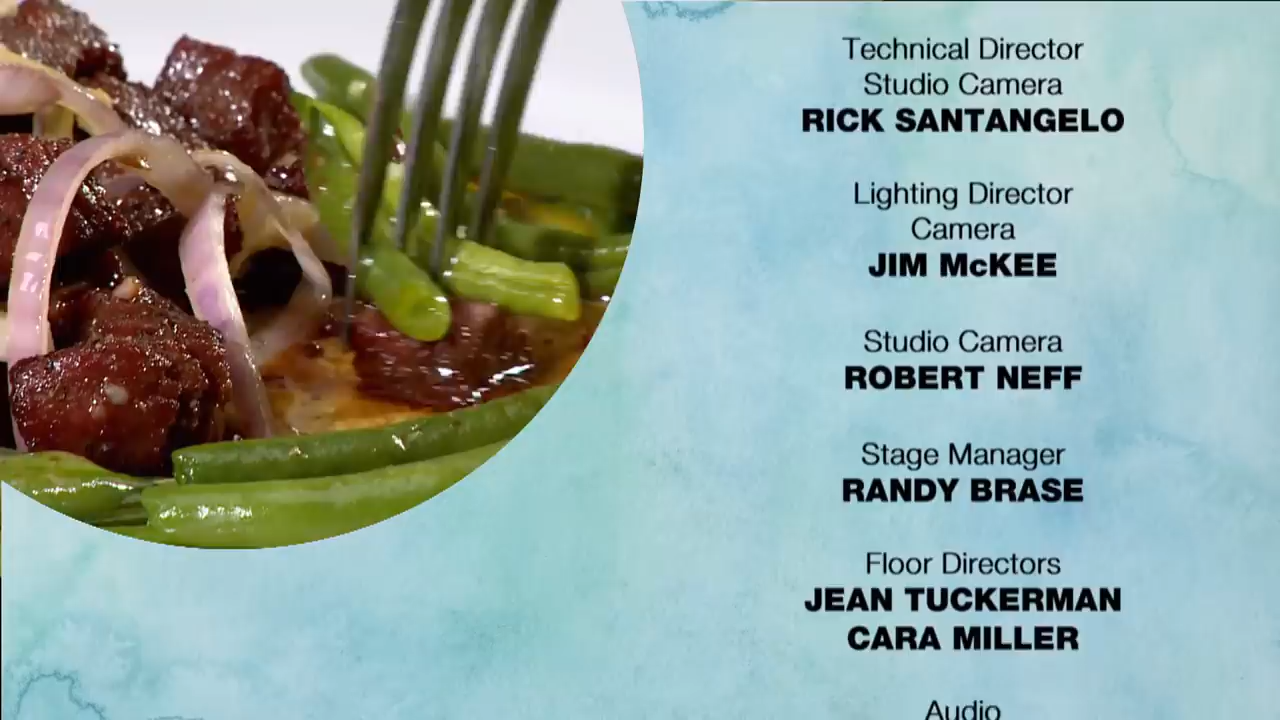 Technical Director
Studio Camera
RICK SANTANGELO
Lighting Director
Camera
JIM McKEE
Studio Camera
ROBERT NEFF
Stage Manager
RANDY BRASE
Floor Directors
JEAN TUCKERMAN
CARA MILLER
Audio